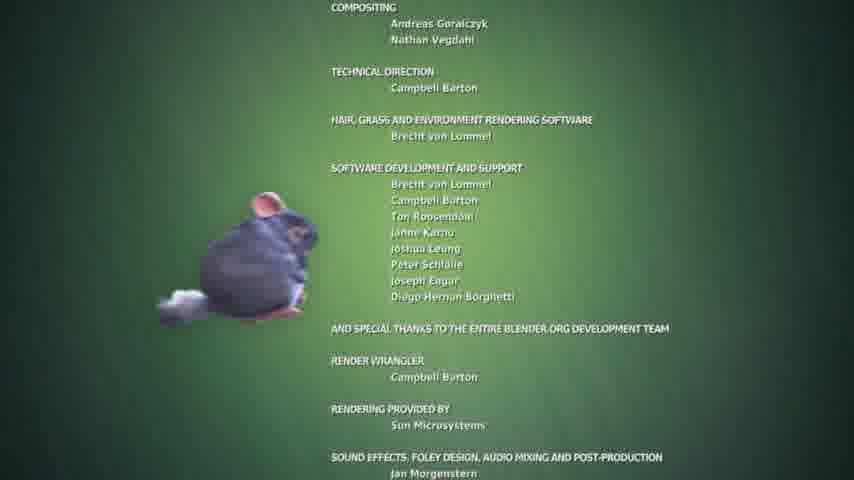 COMPOSITING
Andreas Goralczyk
Nathan Vegdahl
TECHNICAL DIRECTION
Campbell Barton
HAIR, GRASS AND ENVIRONMENT RENDERING SOFTWARE
Brecht van Lommel
SOFTWARE DEVELOPMENT AND SUPPORT
Brecht van Lommel
Campbell Barton
Ton Roosendaal
Janne Karhu
Joshua Leung
Peter Schlaile
Joseph Eagar
Diego Hernan Borghetti
AND SPECIAL THANKS TO THE ENTIRE BLENDER.ORG DEVELOPMENT TEAM
RENDER WRANGLER
Campbell Barton
RENDERING PROVIDED BY
Sun Microsystems
SOUND EFFECTS, FOLEY DESIGN, AUDIO MIXING AND POST-PRODUCTION
Jan Morgenstern